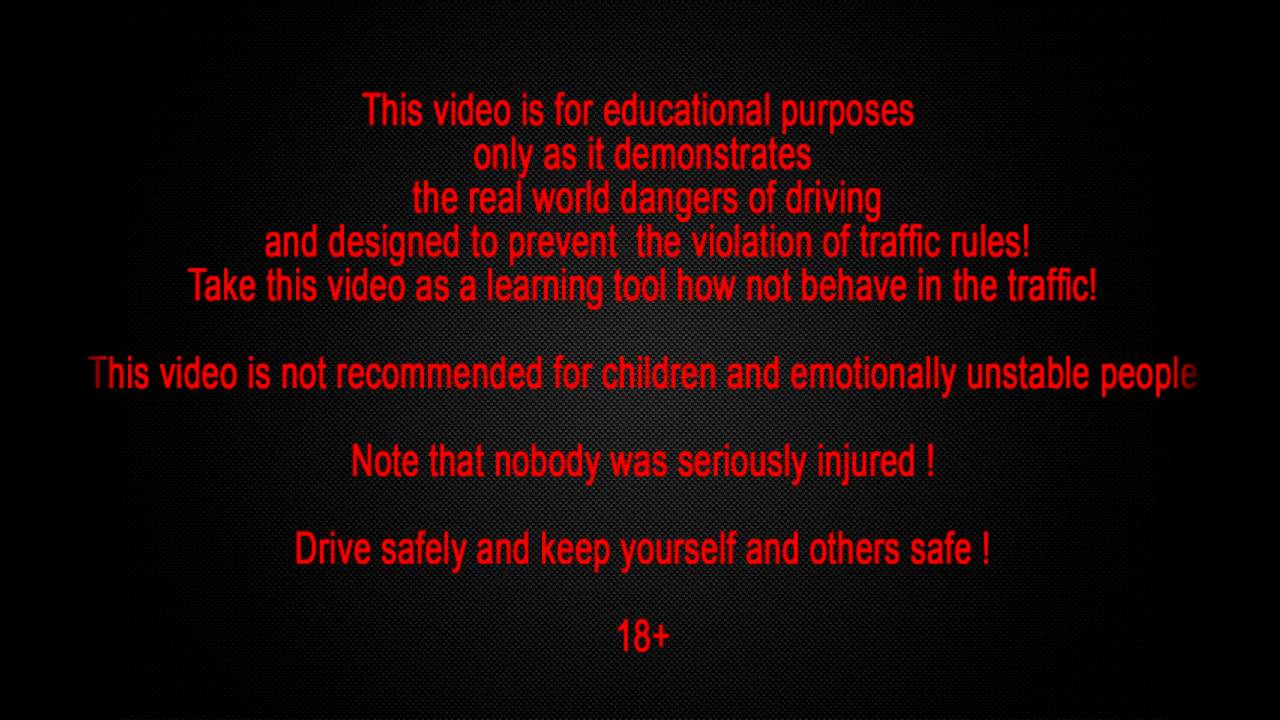 This video is for educational purposes
only as it demonstrates
the real world dangers of driving
and designed to prevent  the violation of traffic rules!
Take this video as a learning tool how not behave in the traffic!
This video is not recommended for children and emotionally unstable people
Note that nobody was seriously injured !
Drive safely and keep yourself and others safe !
18+